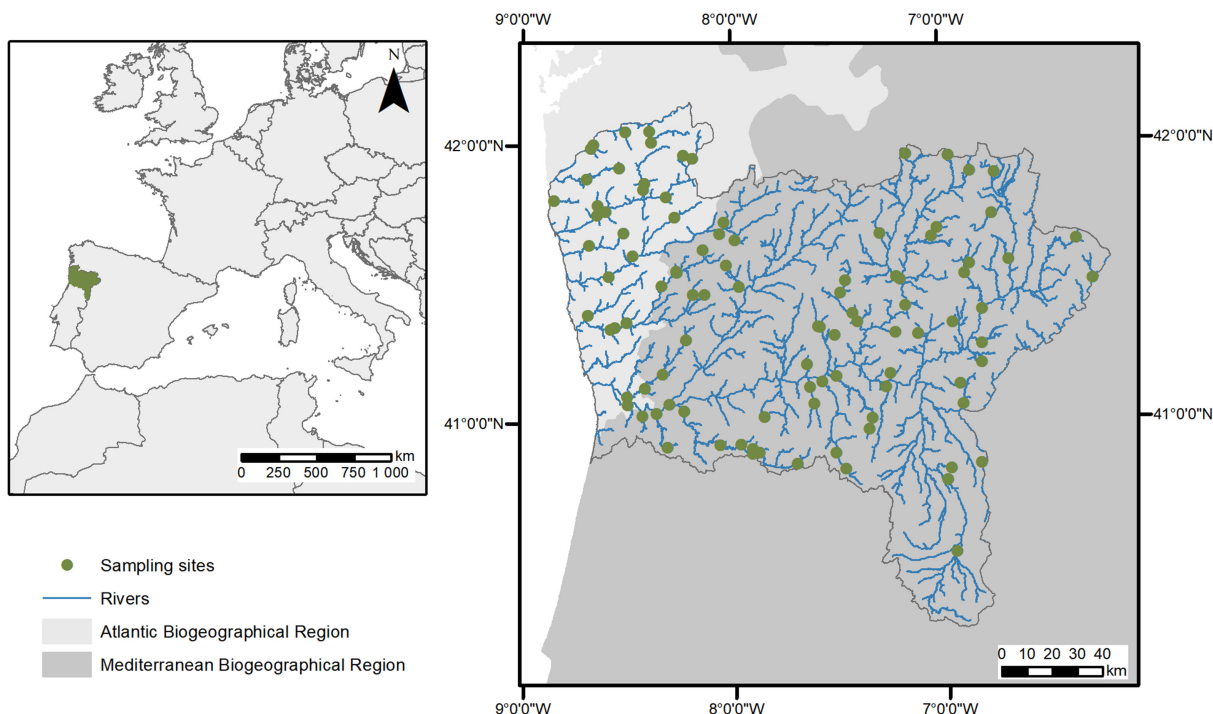 N
0 250 500 750 1 000
km
9°0'0"W 8°0'0"W 7°0'0"W
42°0'0"N 42°0'0"N
41°0'0"N 41°0'0"N
0 10 20 30 40
km
9°0'0"W 8°0'0"W 7°0'0"W
Sampling sites
Rivers
Atlantic Biogeographical Region
Mediterranean Biogeographical Region